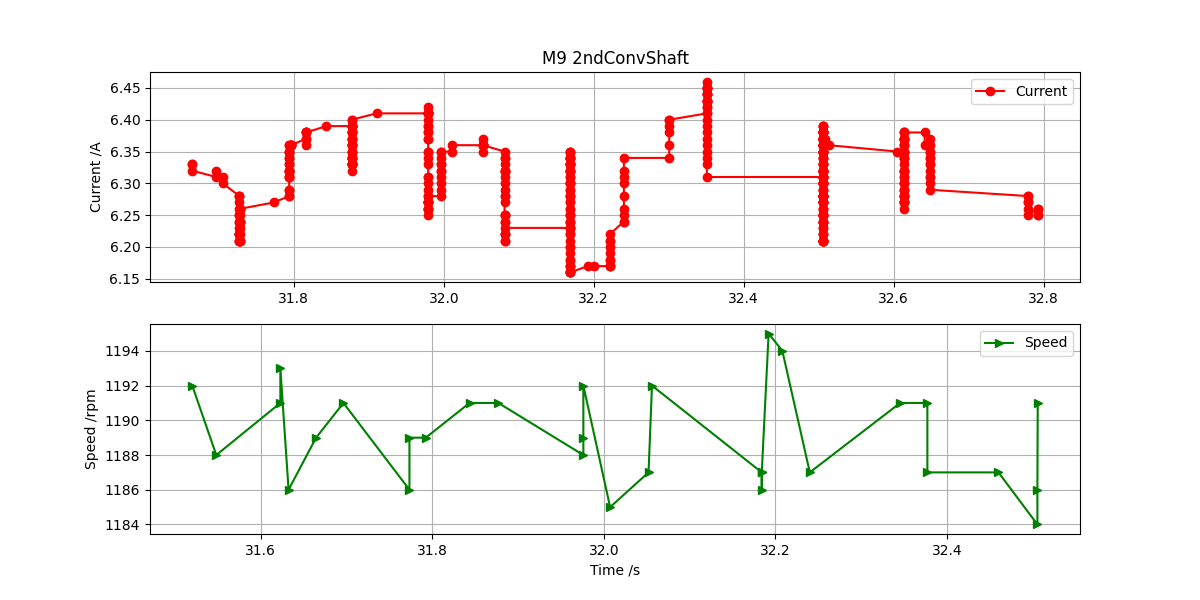 M9 2ndConvShaft
Current /A
6.45
6.40
6.35
6.30
6.25
6.20
6.15
Current
31.8 32.0 32.2 32.4 32.6 32.8
Speed /rpm
1194
1192
1190
1188
1186
1184
Speed
31.6 31.8 32.0 32.2 32.4
Time /s